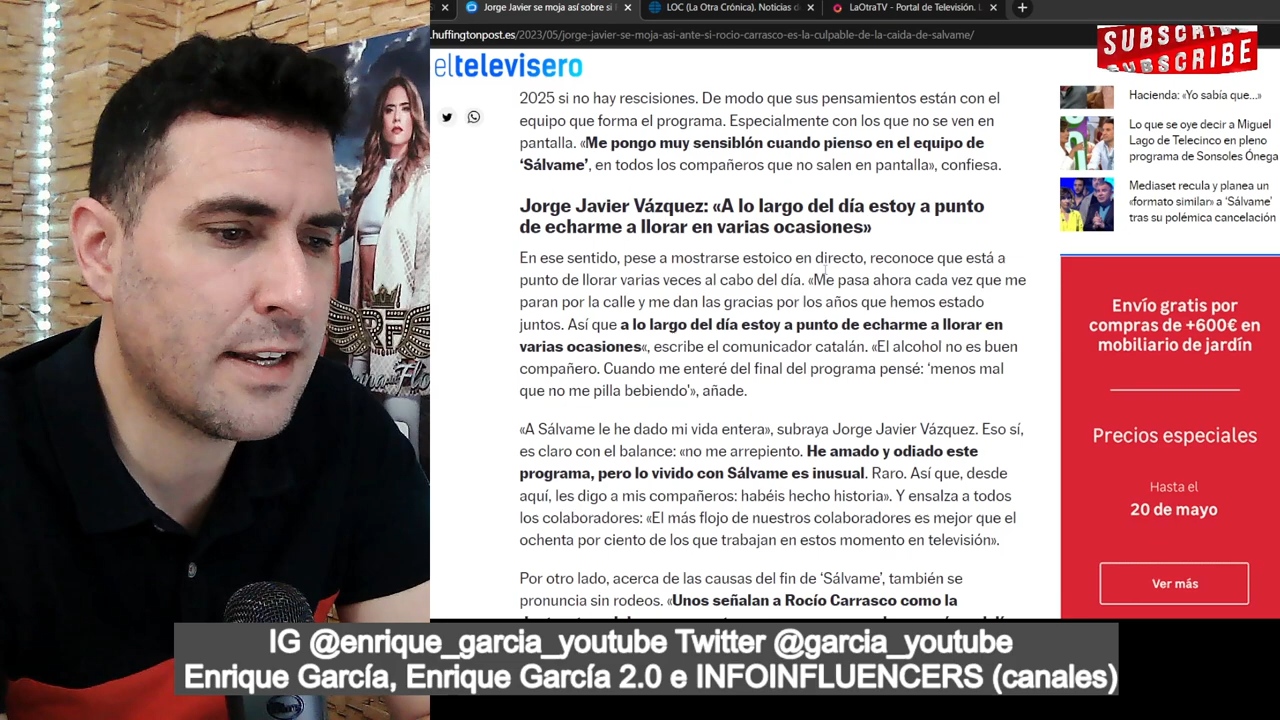 Jorge Javier se moja así sobre si
LOC (La Otra Crónica). Noticias d
LaOtraTV - Portal de Televisión.
.huffingtonpost.es/2023/05/jorge-javier-se-moja-asi-ante-si-rocio-carrasco-es-la-culpable-de-la-caida-de-salvame/
SUBSCRIBE
SUBSCRIBE
eltelevisero
2025 si no hay rescisiones. De modo que sus pensamientos están con el
equipo que forma el programa. Especialmente con los que no se ven en
pantalla. «Me pongo muy sensiblón cuando pienso en el equipo de
‘Sálvame’, en todos los compañeros que no salen en pantalla», confiesa.
Jorge Javier Vázquez: «A lo largo del día estoy a punto
de echarme a llorar en varias ocasiones»
En ese sentido, pese a mostrarse estoico en directo, reconoce que está a
punto de llorar varias veces al cabo del día. «Me pasa ahora cada vez que me
paran por la calle y me dan las gracias por los años que hemos estado
juntos. Así que a lo largo del día estoy a punto de echarme a llorar en
varias ocasiones«, escribe el comunicador catalán. «El alcohol no es buen
compañero. Cuando me enteré del final del programa pensé: ‘menos mal
que no me pilla bebiendo'», añade.
«A Sálvame le he dado mi vida entera», subraya Jorge Javier Vázquez. Eso sí,
es claro con el balance: «no me arrepiento. He amado y odiado este
programa, pero lo vivido con Sálvame es inusual. Raro. Así que, desde
aquí, les digo a mis compañeros: habéis hecho historia». Y ensalza a todos
los colaboradores: «El más flojo de nuestros colaboradores es mejor que el
ochenta por ciento de los que trabajan en estos momento en televisión».
Por otro lado, acerca de las causas del fin de ‘Sálvame’, también se
pronuncia sin rodeos. «Unos señalan a Rocío Carrasco como la
Hacienda: «Yo sabía que...»
Lo que se oye decir a Miguel
Lago de Telecinco en pleno
programa de Sonsoles Ónega
Mediaset recula y planea un
«formato similar» a ‘Sálvame’
tras su polémica cancelación
Envío gratis por
compras de +600€ en
mobiliario de jardín
Precios especiales
Hasta el
20 de mayo
Ver más
RF
IG @enrique_garcia_youtube Twitter @garcia_youtube
Enrique García, Enrique García 2.0 e INFOINFLUENCERS (canales)